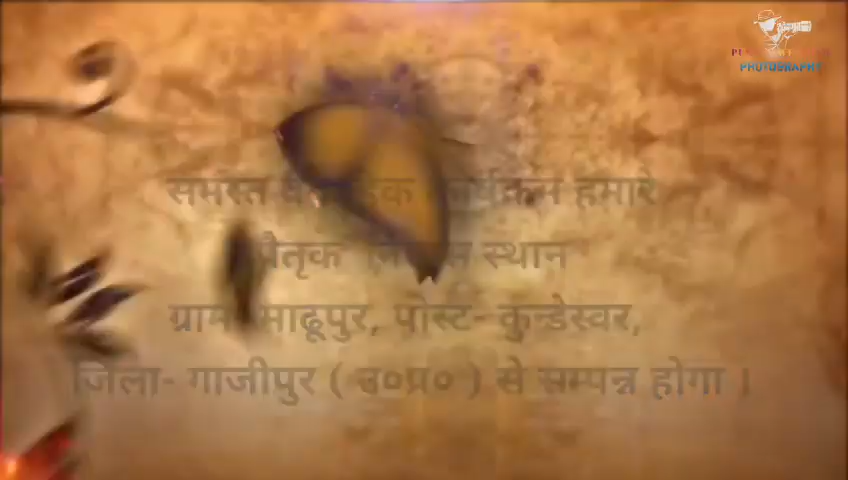 PHOTOGRAPHY
समस्त हमारे
पैतृक स्थान
ग्राम- माढूपुर, पोस्ट- कुन्डेस्वर,
जिला- गाजीपुर ( उ०प्र० ) से सम्पन्न होगा ।